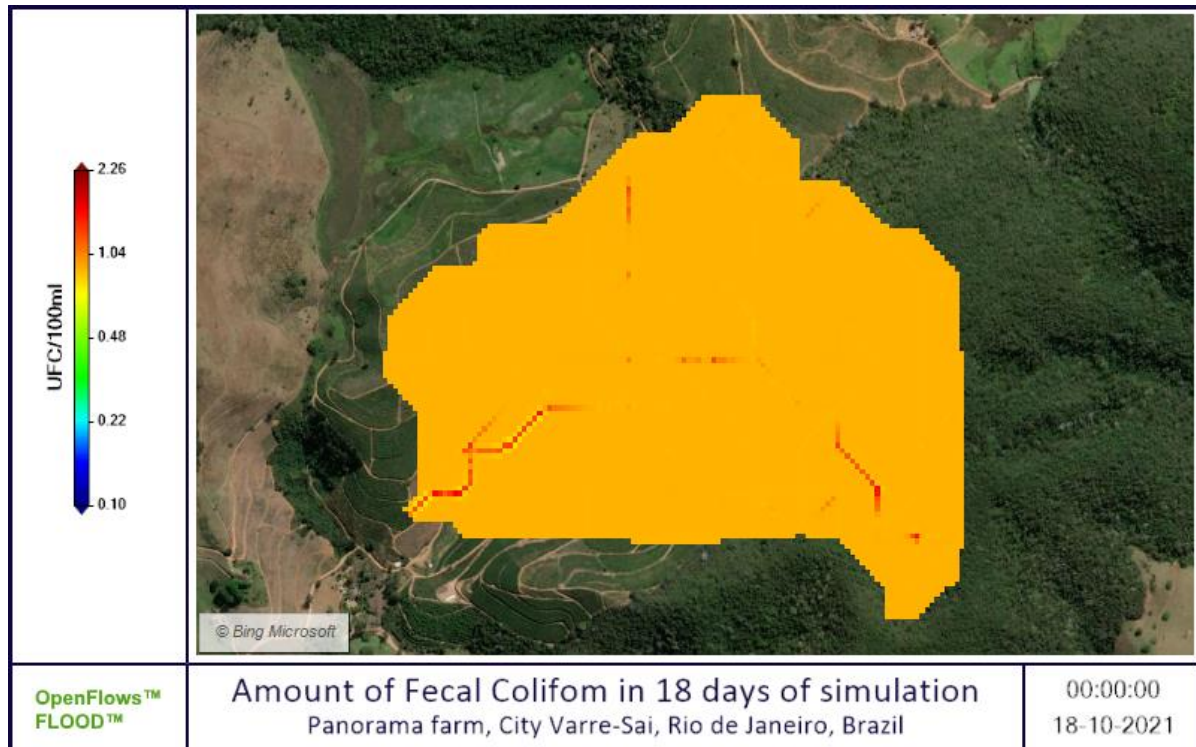 UFC/100ml
2.26
1.04
0.48
0.22
0.10
© Bing Microsoft
OpenFlows™
FLOOD™
Amount of Fecal Colifom in 18 days of simulation
Panorama farm, City Varre-Sai, Rio de Janeiro, Brazil
00:00:00
18-10-2021